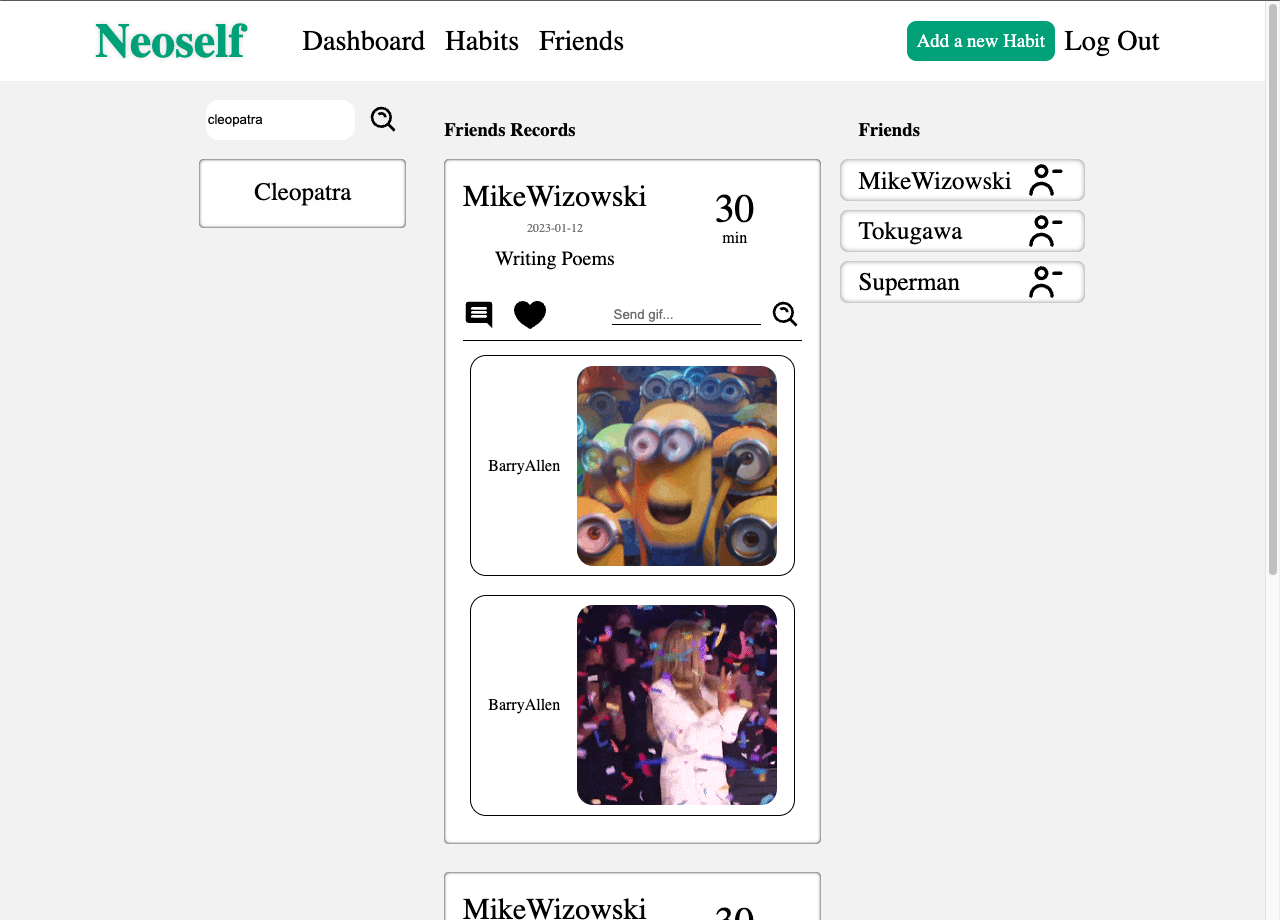 Neoself
Dashboard Habits Friends
Add a new Habit
Log Out
cleopatra
Cleopatra
Friends Records
MikeWizowski
2023-01-12
Writing Poems
30
min
Send gif...
BarryAllen
BarryAllen
MikeWizowski
30
Friends
MikeWizowski
Tokugawa
Superman